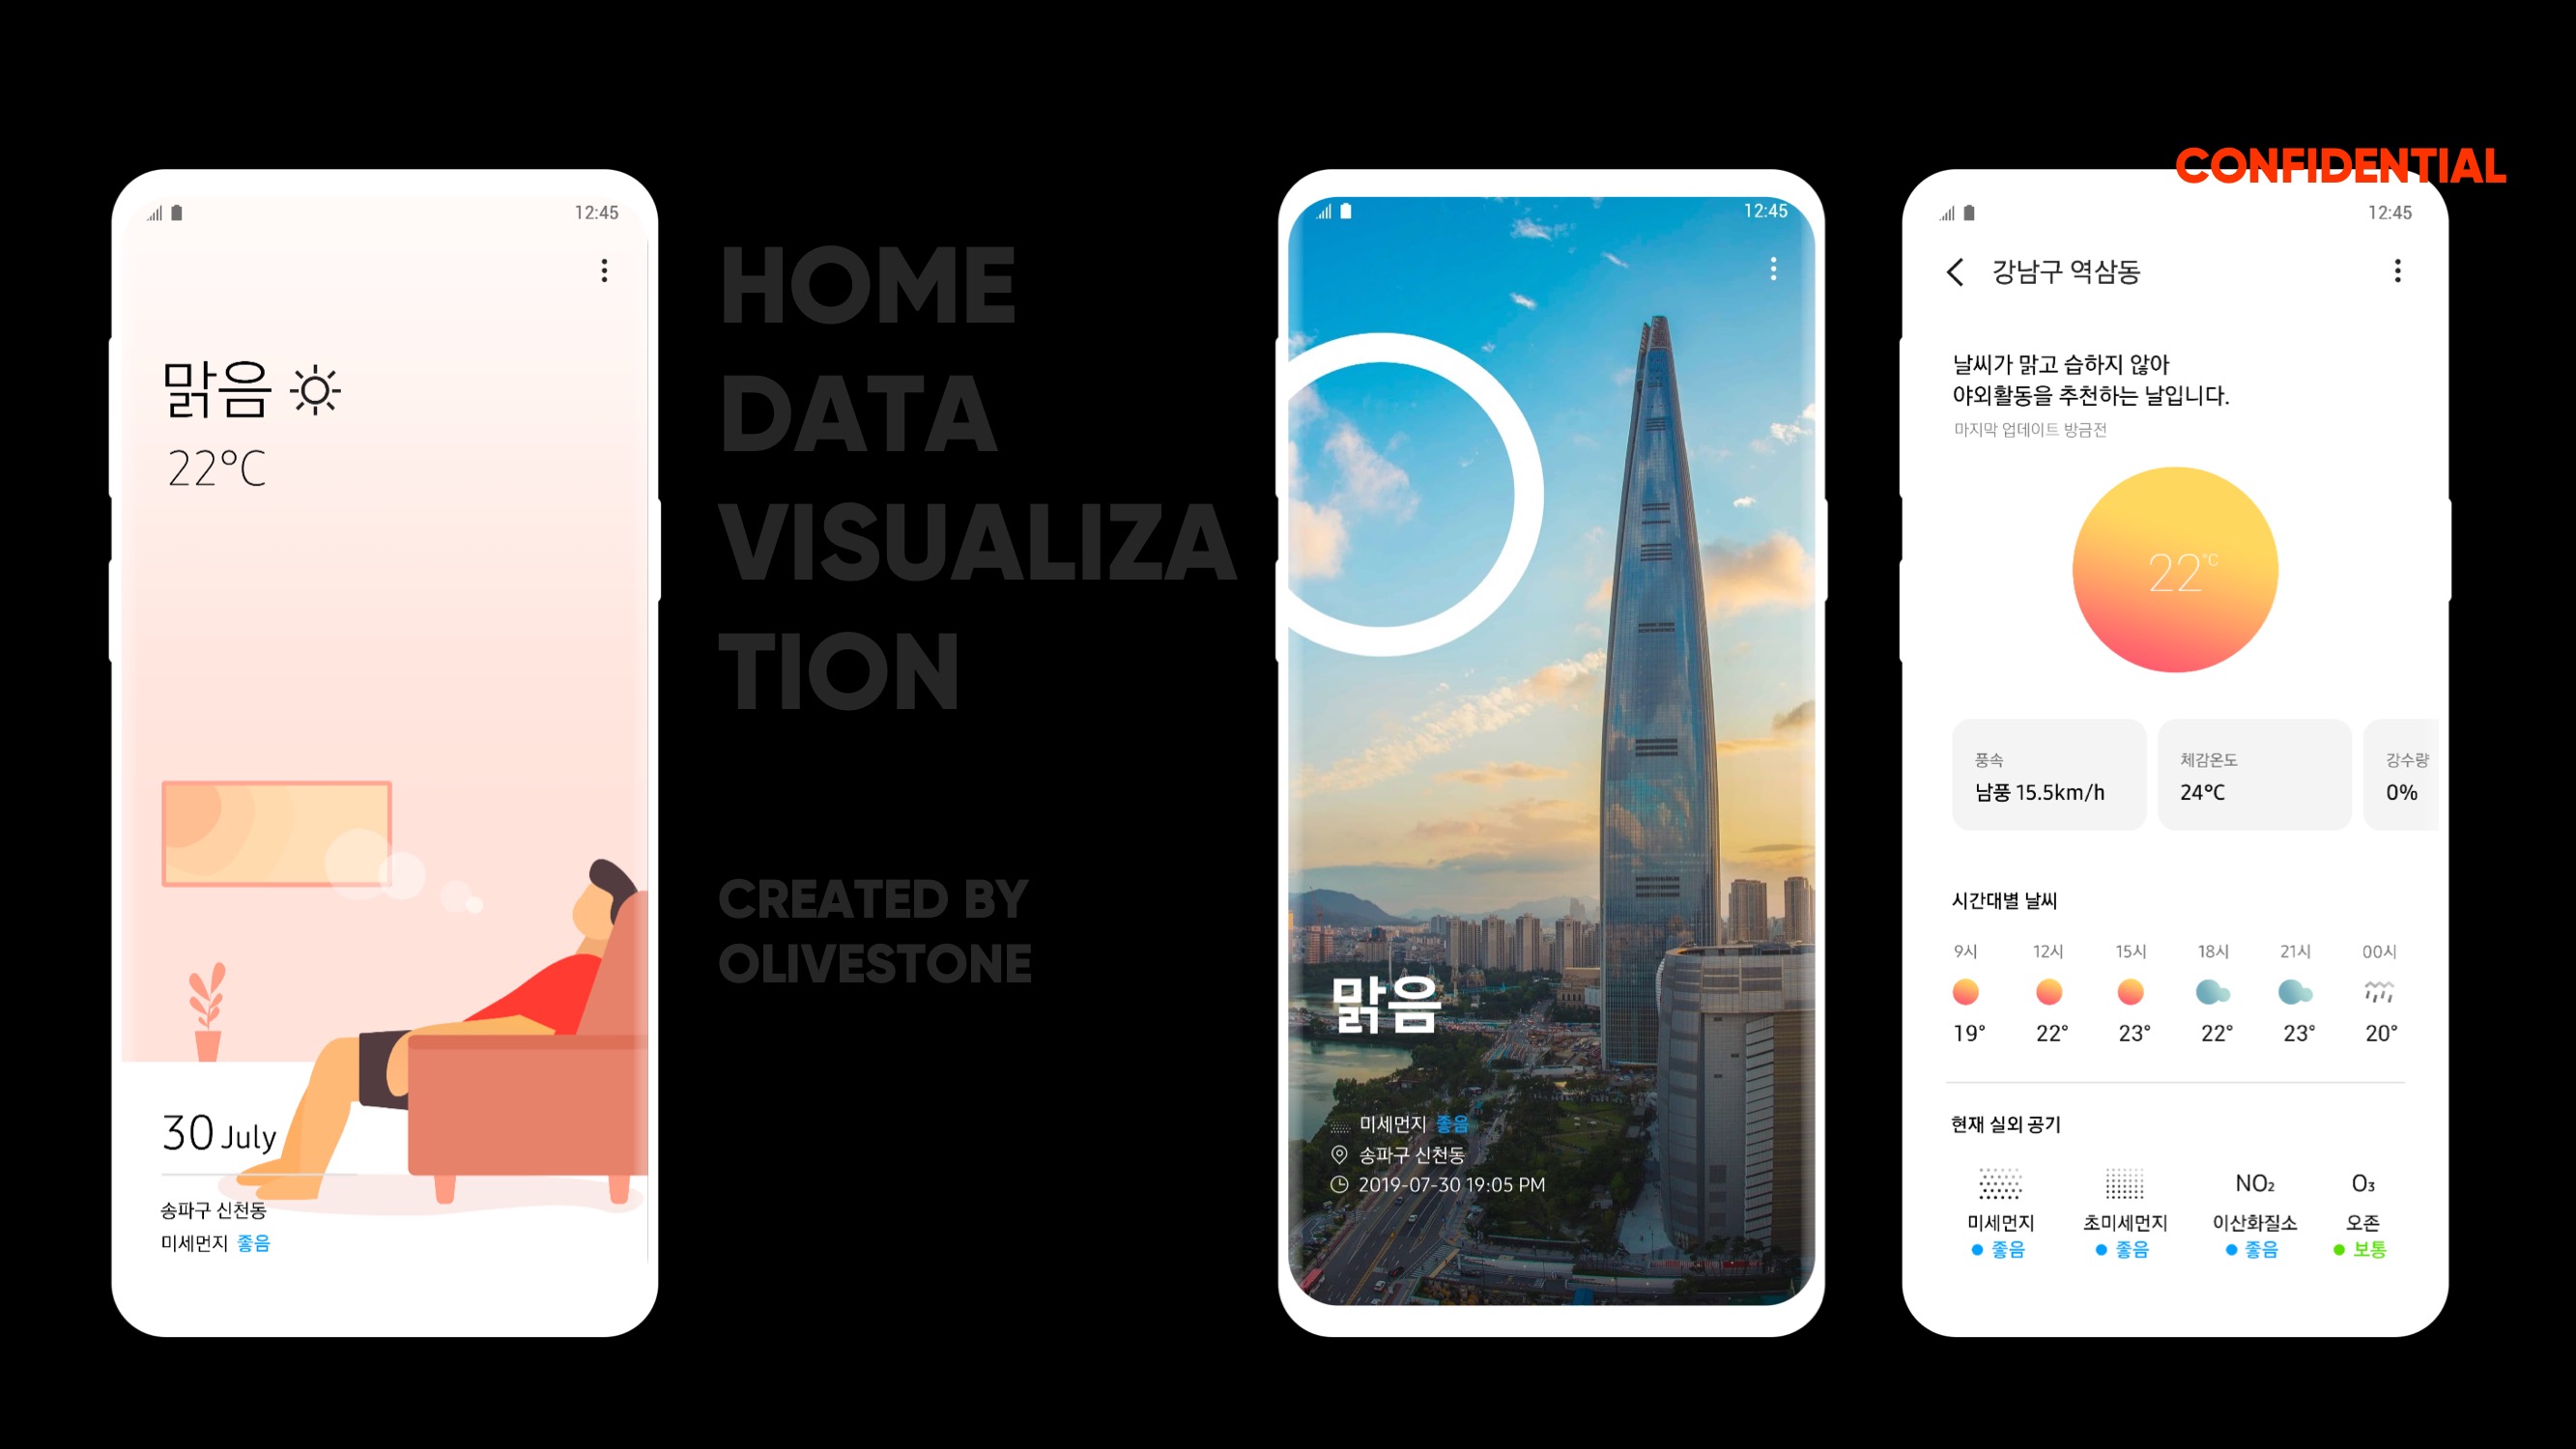 CONFIDENTIAL
12:45
맑음
22°C
30 July
송파구 신천동
미세먼지 좋음
HOME
DATA
VISUALIZA
TION
CREATED BY
OLIVESTONE
12:45
맑음
미세먼지 좋음
송파구 신천동
2019-07-30 19:05 PM
12:45
강남구 역삼동
날씨가 맑고 습하지 않아
야외활동을 추천하는 날입니다.
마지막 업데이트 방금전
22°C
풍속 체감온도 강수량
남풍 15.5km/h 24°C 0%
시간대별 날씨
9시 12시 15시 18시 21시 00시
19° 22° 23° 22° 23° 20°
현재 실외 공기
NO₂ O₃
미세먼지 초미세먼지 이산화질소 오존
좋음 좋음 좋음 보통